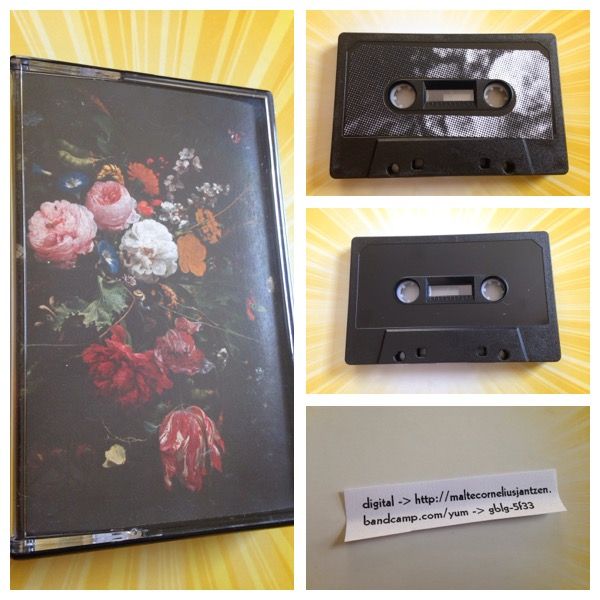 digital -> http://maltecorneliusjantzen.
bandcamp.com/yum -> gblg-5f33